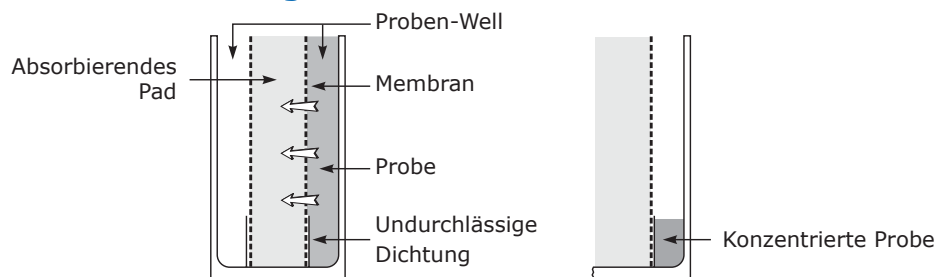 Proben-Well
Absorbierendes
Pad
Membran
Probe
Undurchlässige
Dichtung
Konzentrierte Probe